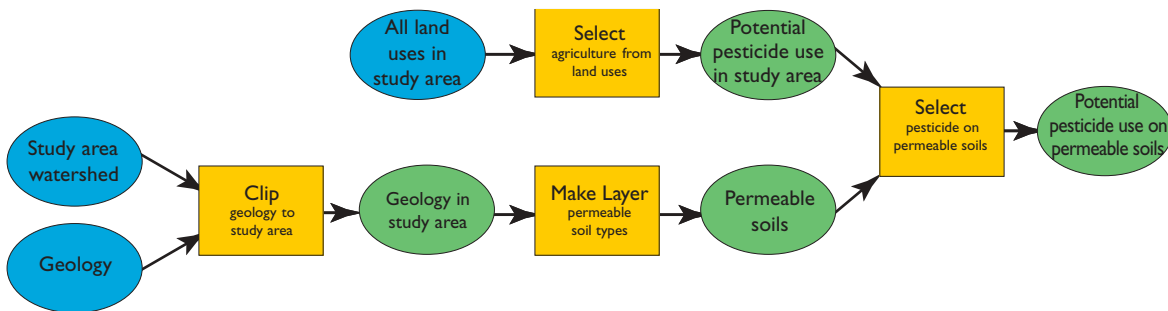 All land
uses in
study area
Select
agriculture from
land uses
Potential
pesticide use
in study area
Select
pesticide on
permeable soils
Potential
pesticide use on
permeable soils
Study area
watershed
Geology
Clip
geology to
study area
Geology in
study area
Make Layer
permeable
soil types
Permeable
soils